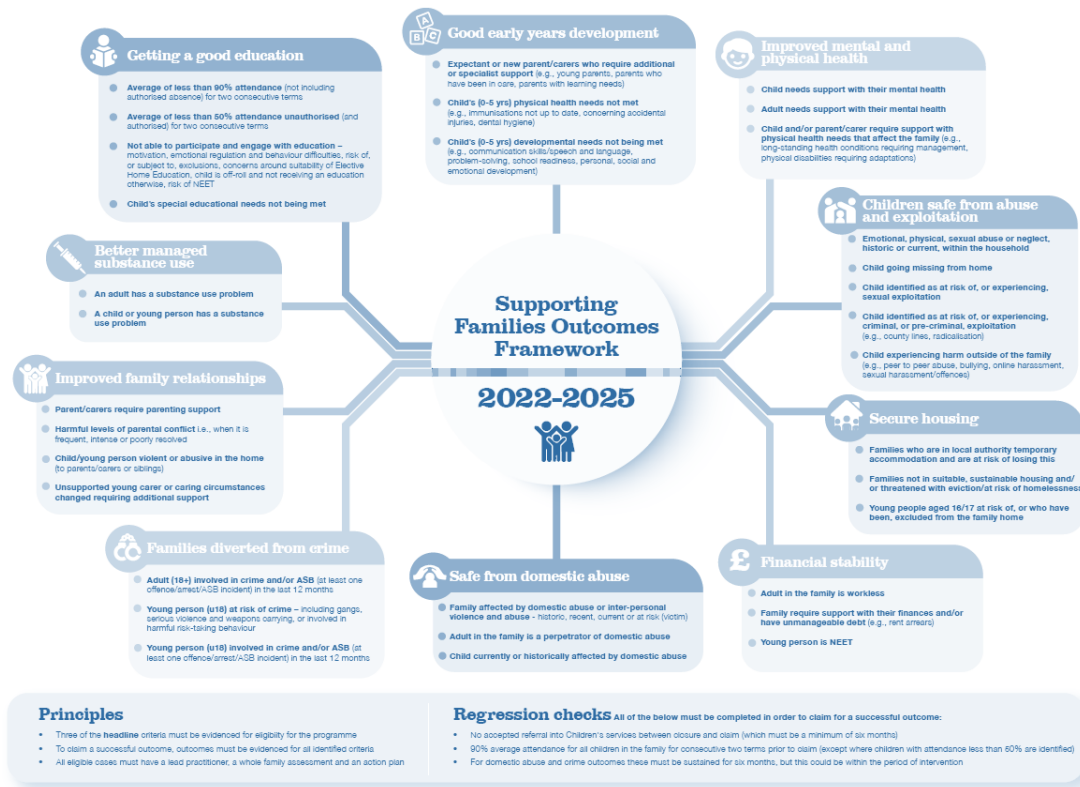 Getting a good education
Average of less than 90% attendance (not including
authorised absence) for two consecutive terms
Average of less than 50% attendance unauthorised (and
authorised) for two consecutive terms
Not able to participate and engage with education –
motivation, emotional regulation and behaviour difficulties, risk of,
or subject to, exclusions, concerns around suitability of Elective
Home Education, child is off-roll and not receiving an education
otherwise, risk of NEET
Child's special educational needs not being met
A
B
C
Good early years development
Expectant or new parent/carers who require additional
or specialist support (e.g., young parents, parents who
have been in care, parents with learning needs)
Child's (0-5 yrs) physical health needs not met
(e.g., immunisations not up to date, concerning accidental
injuries, dental hygiene)
Child's (0-5 yrs) developmental needs not being met
(e.g., communication skills/speech and language,
problem-solving, school readiness, personal, social and
emotional development)
Improved mental and
physical health
Child needs support with their mental health
Adult needs support with their mental health
Child and/or parent/carer require support with
physical health needs that affect the family (e.g.,
long-standing health conditions requiring management,
physical disabilities requiring adaptations)
Better managed
substance use
An adult has a substance use problem
A child or young person has a substance
use problem
Children safe from abuse
and exploitation
Emotional, physical, sexual abuse or neglect,
historic or current, within the household
Child going missing from home
Child identified as at risk of, or experiencing,
sexual exploitation
Child identified as at risk of, or experiencing,
criminal, or pre-criminal, exploitation
(e.g., county lines, radicalisation)
Child experiencing harm outside of the family
(e.g., peer to peer abuse, bullying, online harassment,
sexual harassment/offences)
Supporting
Families Outcomes
Framework
2022-2025
Improved family relationships
Parent/carers require parenting support
Harmful levels of parental conflict i.e., when it is
frequent, intense or poorly resolved
Child/young person violent or abusive in the home
(to parents/carers or siblings)
Unsupported young carer or caring circumstances
changed requiring additional support
Secure housing
Families who are in local authority temporary
accommodation and are at risk of losing this
Families not in suitable, sustainable housing and/
or threatened with eviction/at risk of homelessness
Young people aged 16/17 at risk of, or who have
been, excluded from the family home
Families diverted from crime
Adult (18+) involved in crime and/or ASB (at least one
offence/arrest/ASB incident) in the last 12 months
Young person (u18) at risk of crime – including gangs,
serious violence and weapons carrying, or involved in
harmful risk-taking behaviour
Young person (u18) involved in crime and/or ASB (at
least one offence/arrest/ASB incident) in the last 12 months
Safe from domestic abuse
Family affected by domestic abuse or inter-personal
violence and abuse - historic, recent, current or at risk (victim)
Adult in the family is a perpetrator of domestic abuse
Child currently or historically affected by domestic abuse
£
Financial stability
Adult in the family is workless
Family require support with their finances and/or
have unmanageable debt (e.g., rent arrears)
Young person is NEET
Principles
• Three of the headline criteria must be evidenced for eligibility for the programme
• To claim a successful outcome, outcomes must be evidenced for all identified criteria
• All eligible cases must have a lead practitioner, a whole family assessment and an action plan
Regression checks All of the below must be completed in order to claim for a successful outcome:
• No accepted referral into Children's services between closure and claim (which must be a minimum of six months)
• 90% average attendance for all children in the family for consecutive two terms prior to claim (except where children with attendance less than 60% are identified)
• For domestic abuse and crime outcomes these must be sustained for six months, but this could be within the period of intervention